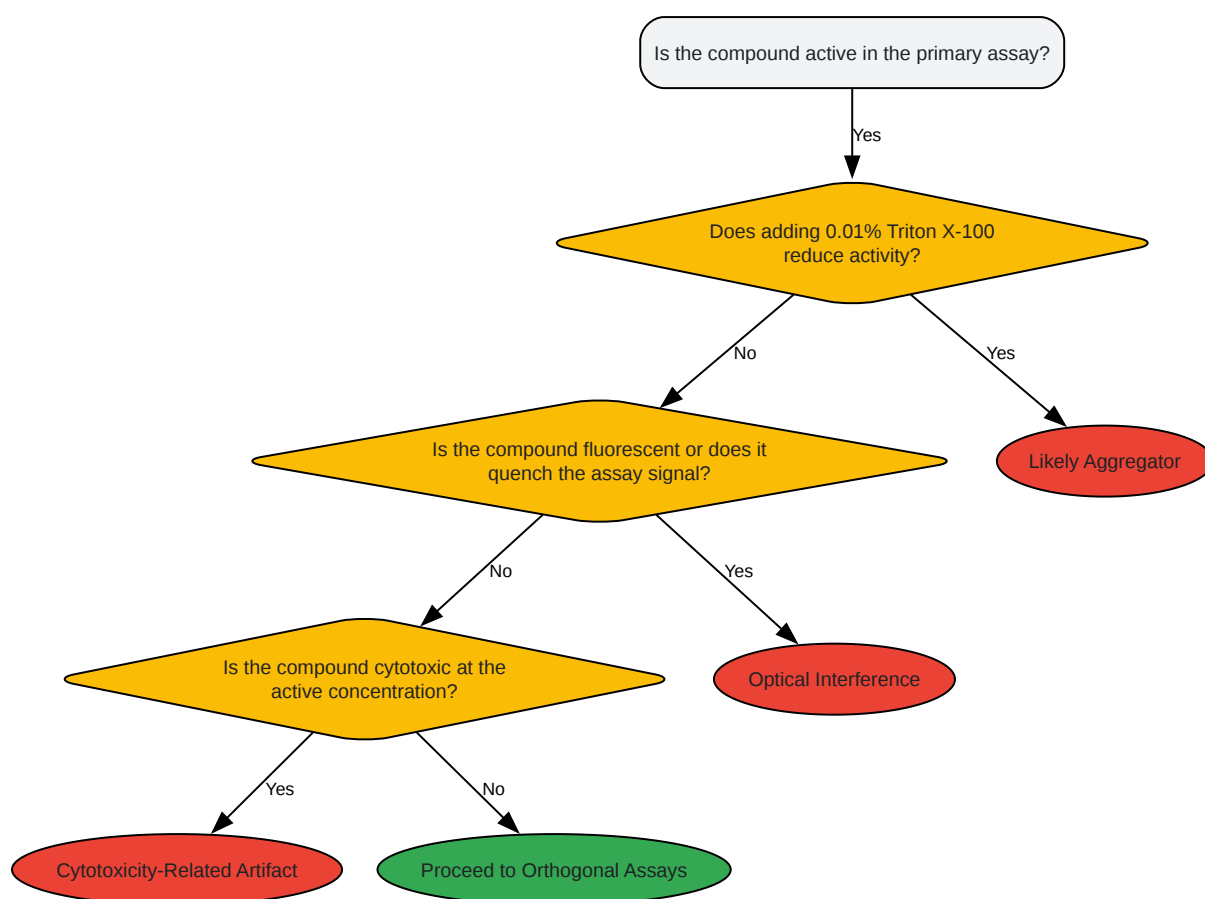 Is the compound active in the primary assay?
Yes
Does adding 0.01% Triton X-100
reduce activity?
No
Yes
Is the compound fluorescent or does it
quench the assay signal?
Likely Aggregator
No
Yes
Is the compound cytotoxic at the
active concentration?
Optical Interference
Yes
No
Cytotoxicity-Related Artifact
Proceed to Orthogonal Assays